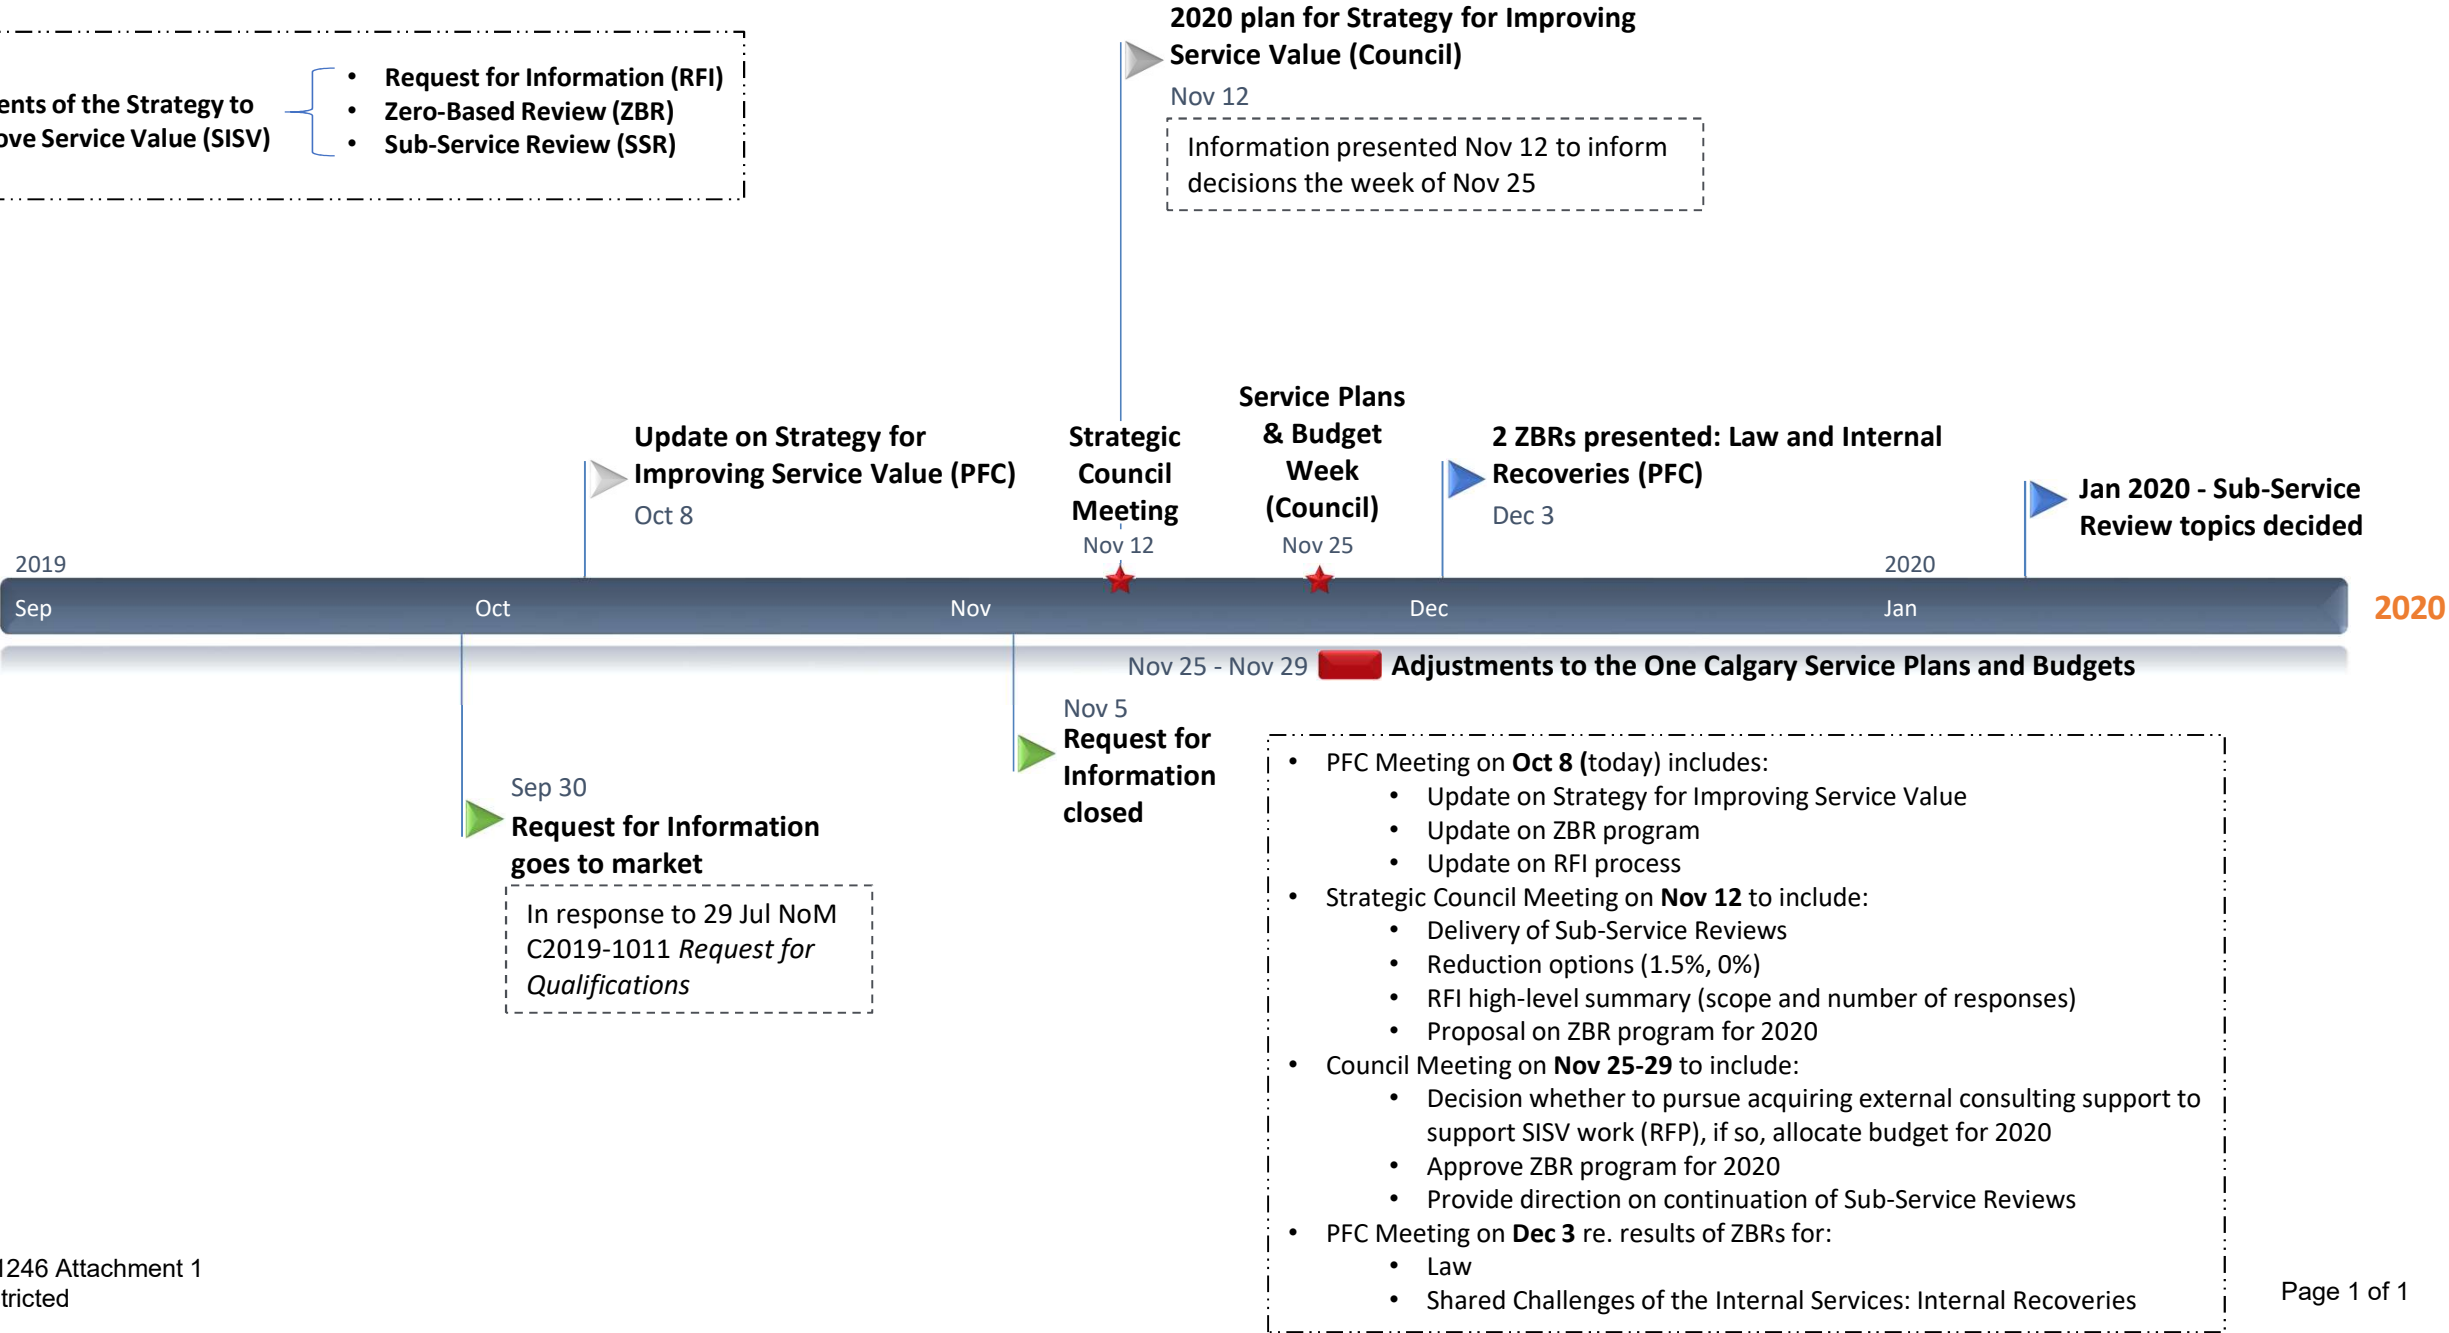 2020 plan for Strategy for Improving
Service Value (Council)
Nov 12
Information presented Nov 12 to inform
decisions the week of Nov 25
ents of the Strategy to
ove Service Value (SISV)
• Request for Information (RFI)
• Zero-Based Review (ZBR)
• Sub-Service Review (SSR)
Update on Strategy for
Improving Service Value (PFC)
Oct 8
Strategic
Council
Meeting
Nov 12
Service Plans
& Budget
Week
(Council)
Nov 25
2 ZBRs presented: Law and Internal
Recoveries (PFC)
Dec 3
Jan 2020 - Sub-Service
Review topics decided
2019
2020
Sep
Oct
Nov
Dec
Jan
2020
Nov 25 - Nov 29
Adjustments to the One Calgary Service Plans and Budgets
Sep 30
Request for Information
goes to market
In response to 29 Jul NoM
C2019-1011 Request for
Qualifications
Nov 5
Request for
Information
closed
• PFC Meeting on Oct 8 (today) includes:
• Update on Strategy for Improving Service Value
• Update on ZBR program
• Update on RFI process
• Strategic Council Meeting on Nov 12 to include:
• Delivery of Sub-Service Reviews
• Reduction options (1.5%, 0%)
• RFI high-level summary (scope and number of responses)
• Proposal on ZBR program for 2020
• Council Meeting on Nov 25-29 to include:
• Decision whether to pursue acquiring external consulting support to
support SISV work (RFP), if so, allocate budget for 2020
• Approve ZBR program for 2020
• Provide direction on continuation of Sub-Service Reviews
• PFC Meeting on Dec 3 re. results of ZBRs for:
• Law
• Shared Challenges of the Internal Services: Internal Recoveries
1246 Attachment 1
tricted
Page 1 of 1